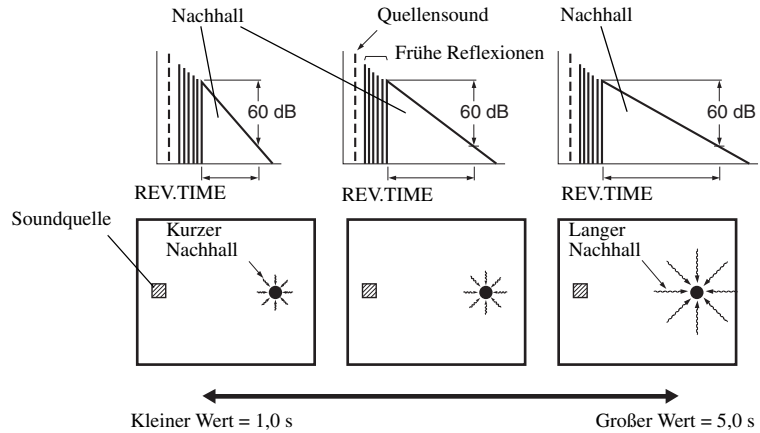 Nachhall
Quellensound
Nachhall
Frühe Reflexionen
60 dB
60 dB
60 dB
REV.TIME
REV.TIME
REV.TIME
Soundquelle
Kurzer
Nachhall
Langer
Nachhall
Kleiner Wert = 1,0 s
Großer Wert = 5,0 s